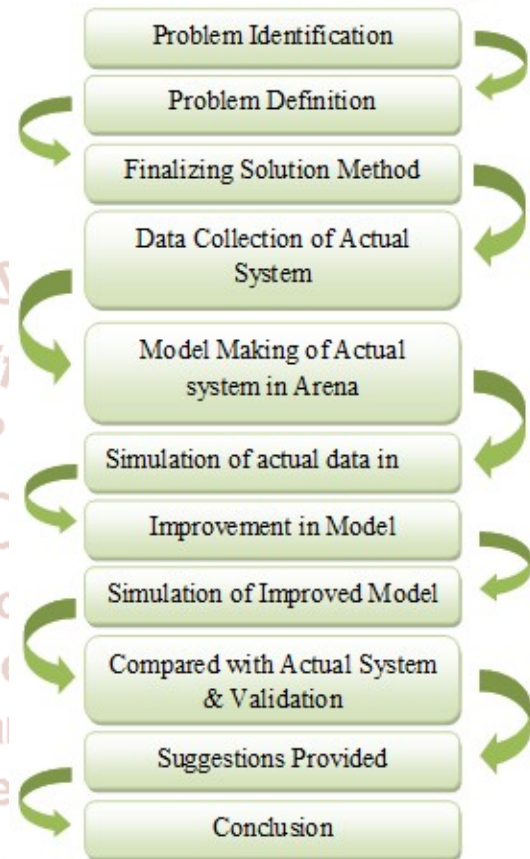 Problem Identification
Problem Definition
Finalizing Solution Method
Data Collection of Actual
System
Model Making of Actual
system in Arena
Simulation of actual data in
Improvement in Model
Simulation of Improved Model
Compared with Actual System
& Validation
Suggestions Provided
Conclusion